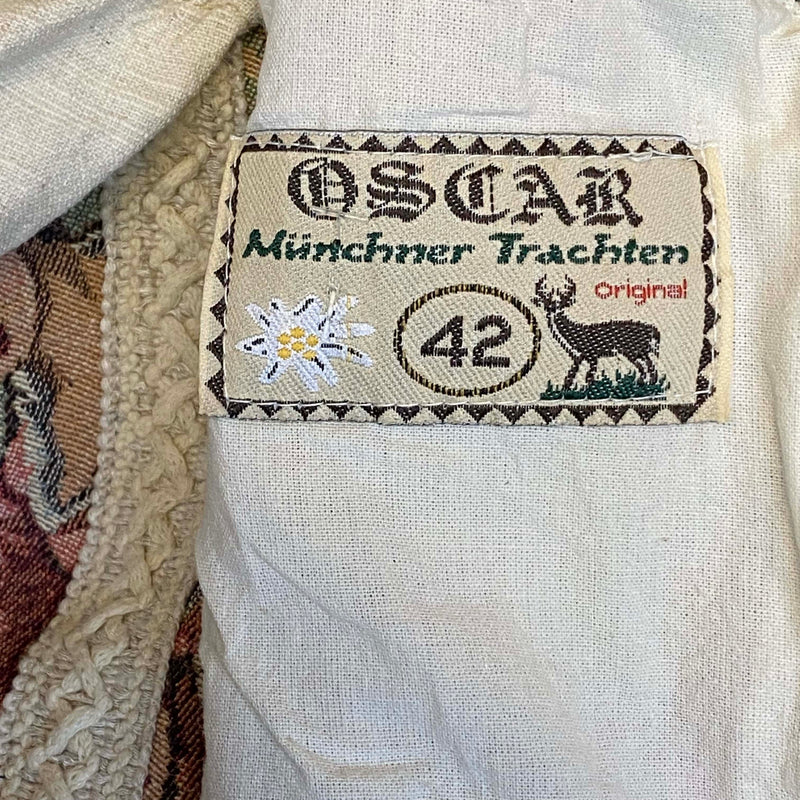 OSCAR
Münchner Trachten
original
42